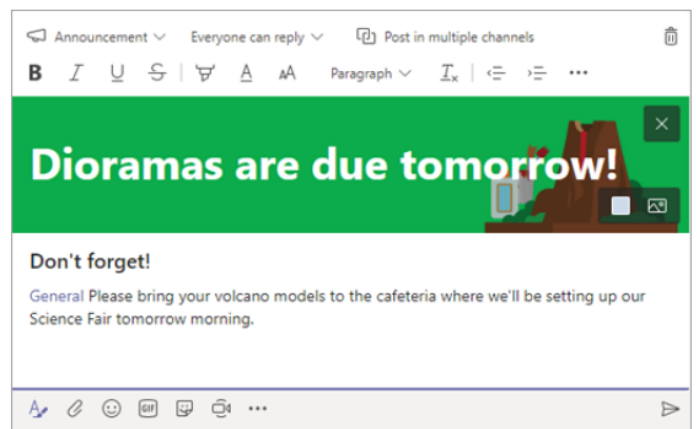 Announcement Everyone can reply Post in multiple channels
B I U S A AA Paragraph Ix
Dioramas are due tomorrow!
Don't forget!
General Please bring your volcano models to the cafeteria where we'll be setting up our
Science Fair tomorrow morning.
A GIF